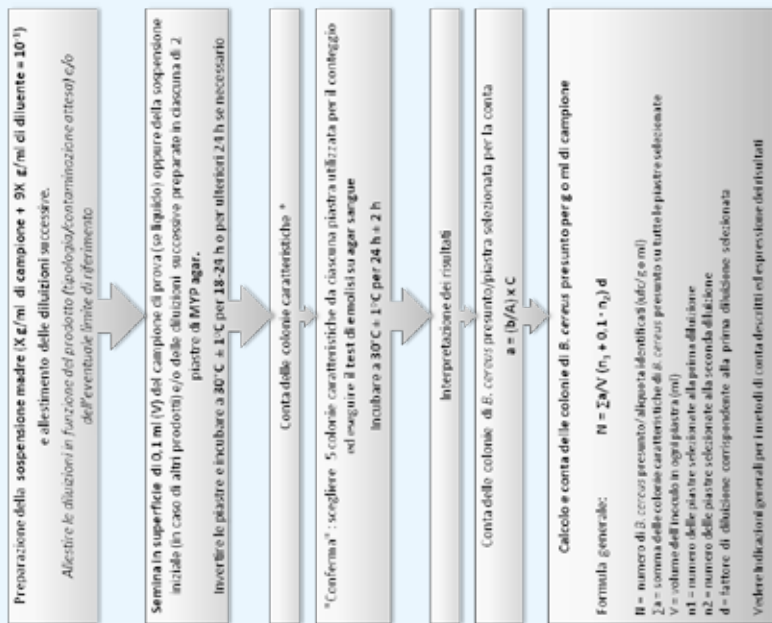 Preparazione della sospensione madre (X g/ml di campione + 9X g/ml di diluente = 10⁻¹)
e allestimento delle diluizioni successive.
Allestire le diluizioni in funzione del prodotto (tipologia/contaminazione attesa) e/o
dell'eventuale limite di riferimento
Semina in superficie di 0,1 ml (V) del campione di prova (se liquido) oppure della sospensione
iniziale (in caso di altri prodotti) e/o delle diluizioni successive preparate in ciascuna di 2
piastre di MYP agar.
Invertire le piastre e incubare a 30°C ± 1°C per 18-24 h o per ulteriori 24 h se necessario
Conta delle colonie caratteristiche *
"Conferma" : scegliere 5 colonie caratteristiche da ciascuna piastra utilizzata per il conteggio
ed eseguire il test di emolisi su agar sangue
Incubare a 30°C ± 1°C per 24 h ± 2 h
Interpretazione dei risultati
Conta delle colonie di B. cereus presunto/piastra selezionata per la conta
a = (b/A) x C
Calcolo e conta delle colonie di B. cereus presunto per g o ml di campione
Formula generale: N = ∑a/V (n₁ + 0,1 · n₂) d
N = numero di B. cereus presunto/ aliquota identificati (ufc/ g o ml)
∑a = somma delle colonie caratteristiche di B. cereus presunto su tutte le piastre selezionate
V = volume dell'inoculo in ogni piastra (ml)
n1 = numero delle piastre selezionate alla prima diluizione
n2 = numero delle piastre selezionate alla seconda diluizione
d = fattore di diluizione corrispondente alla prima diluizione selezionata
Vedere Indicazioni generali per i metodi di conta descritti ed espressione dei risultati